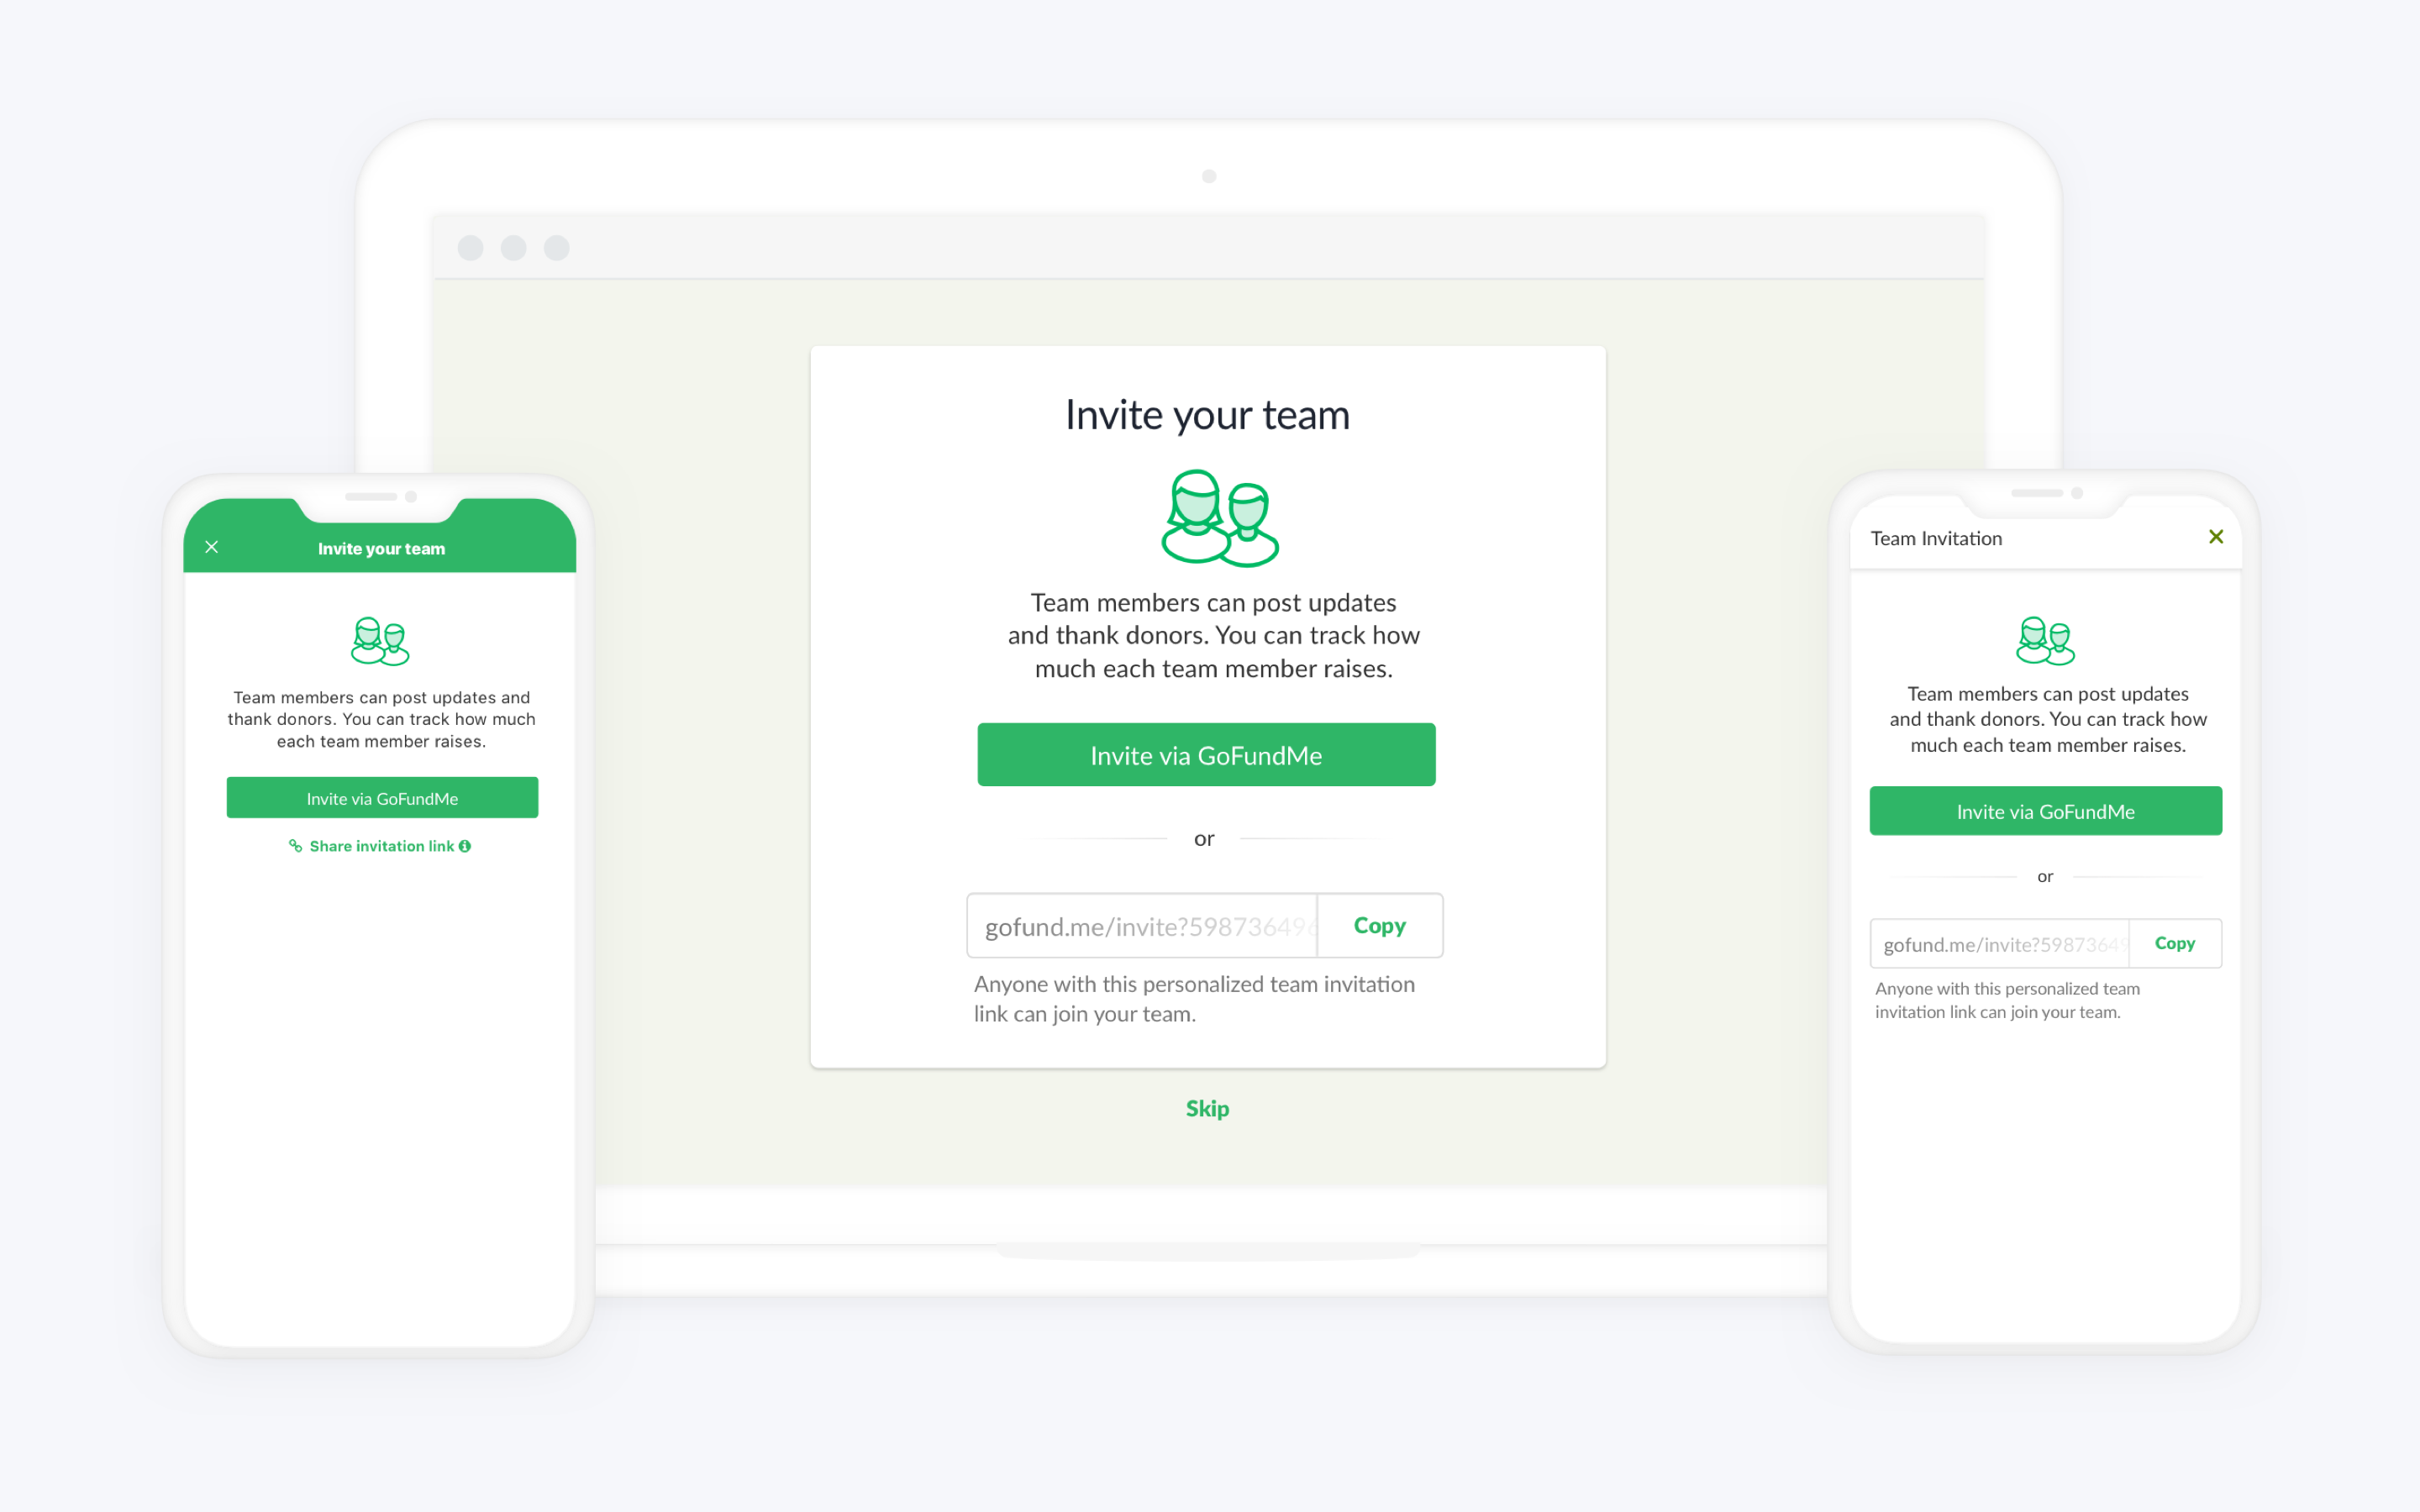 Invite your team
Team members can post updates and
thank donors. You can track how much
each team member raises.
Invite via GoFundMe
Share invitation link
Invite your team
Team members can post updates
and thank donors. You can track how
much each team member raises.
Invite via GoFundMe
or
gofund.me/invite?598736496
Copy
Anyone with this personalized team invitation
link can join your team.
Skip
Team Invitation
Team members can post updates
and thank donors. You can track how
much each team member raises.
Invite via GoFundMe
or
gofund.me/invite?59873649
Copy
Anyone with this personalized team
invitation link can join your team.